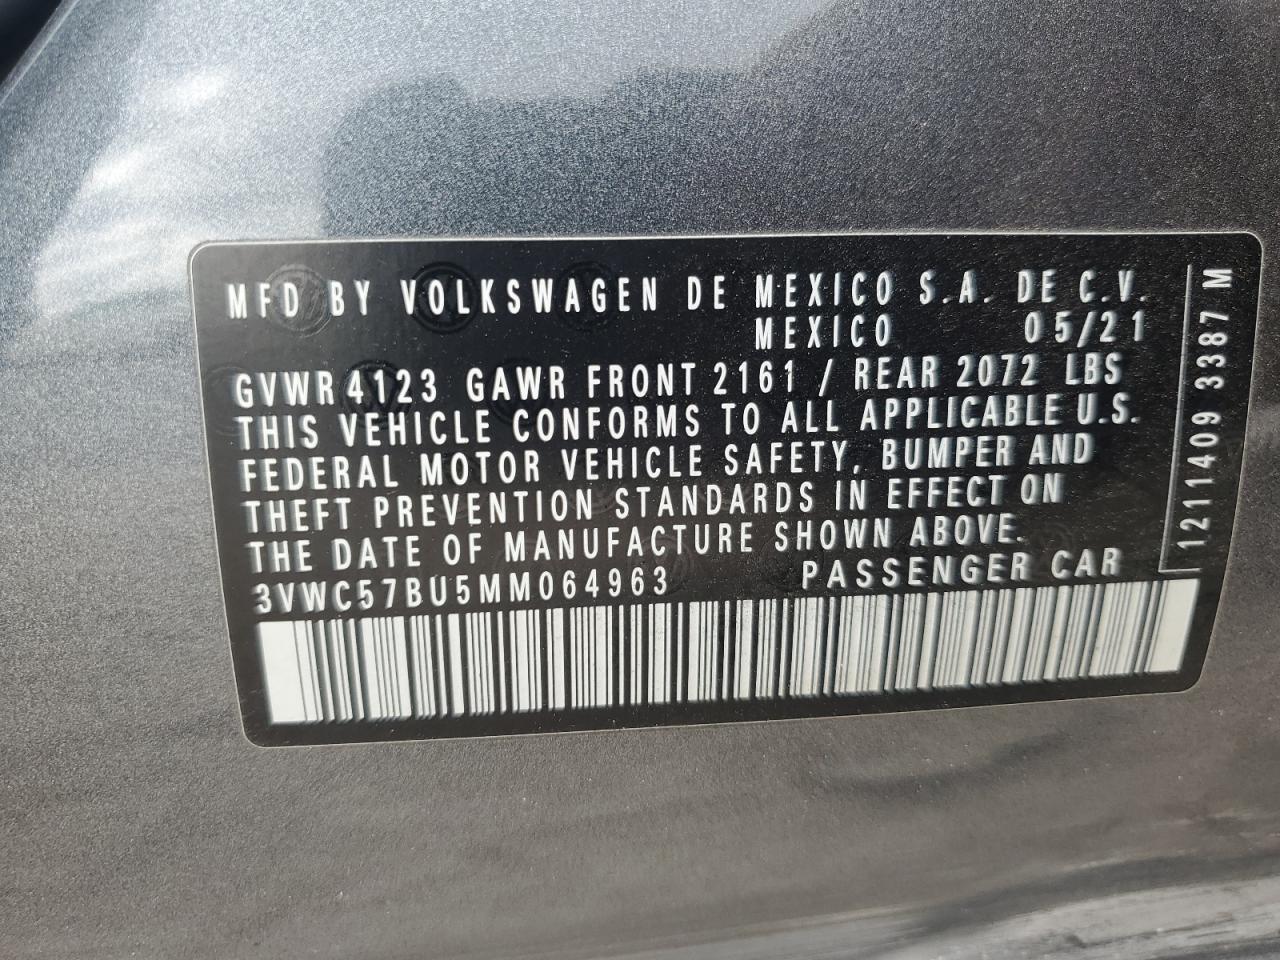 MFD BY VOLKSWAGEN DE MEXICO S.A. DE C.V.
MEXICO 05/21
GVWR 4123 GAWR FRONT 2161 / REAR 2072 LBS
THIS VEHICLE CONFORMS TO ALL APPLICABLE U.S.
FEDERAL MOTOR VEHICLE SAFETY, BUMPER AND
THEFT PREVENTION STANDARDS IN EFFECT ON
THE DATE OF MANUFACTURE SHOWN ABOVE.
3VWC57BU5MM064963 PASSENGER CAR
1211409 3387 M